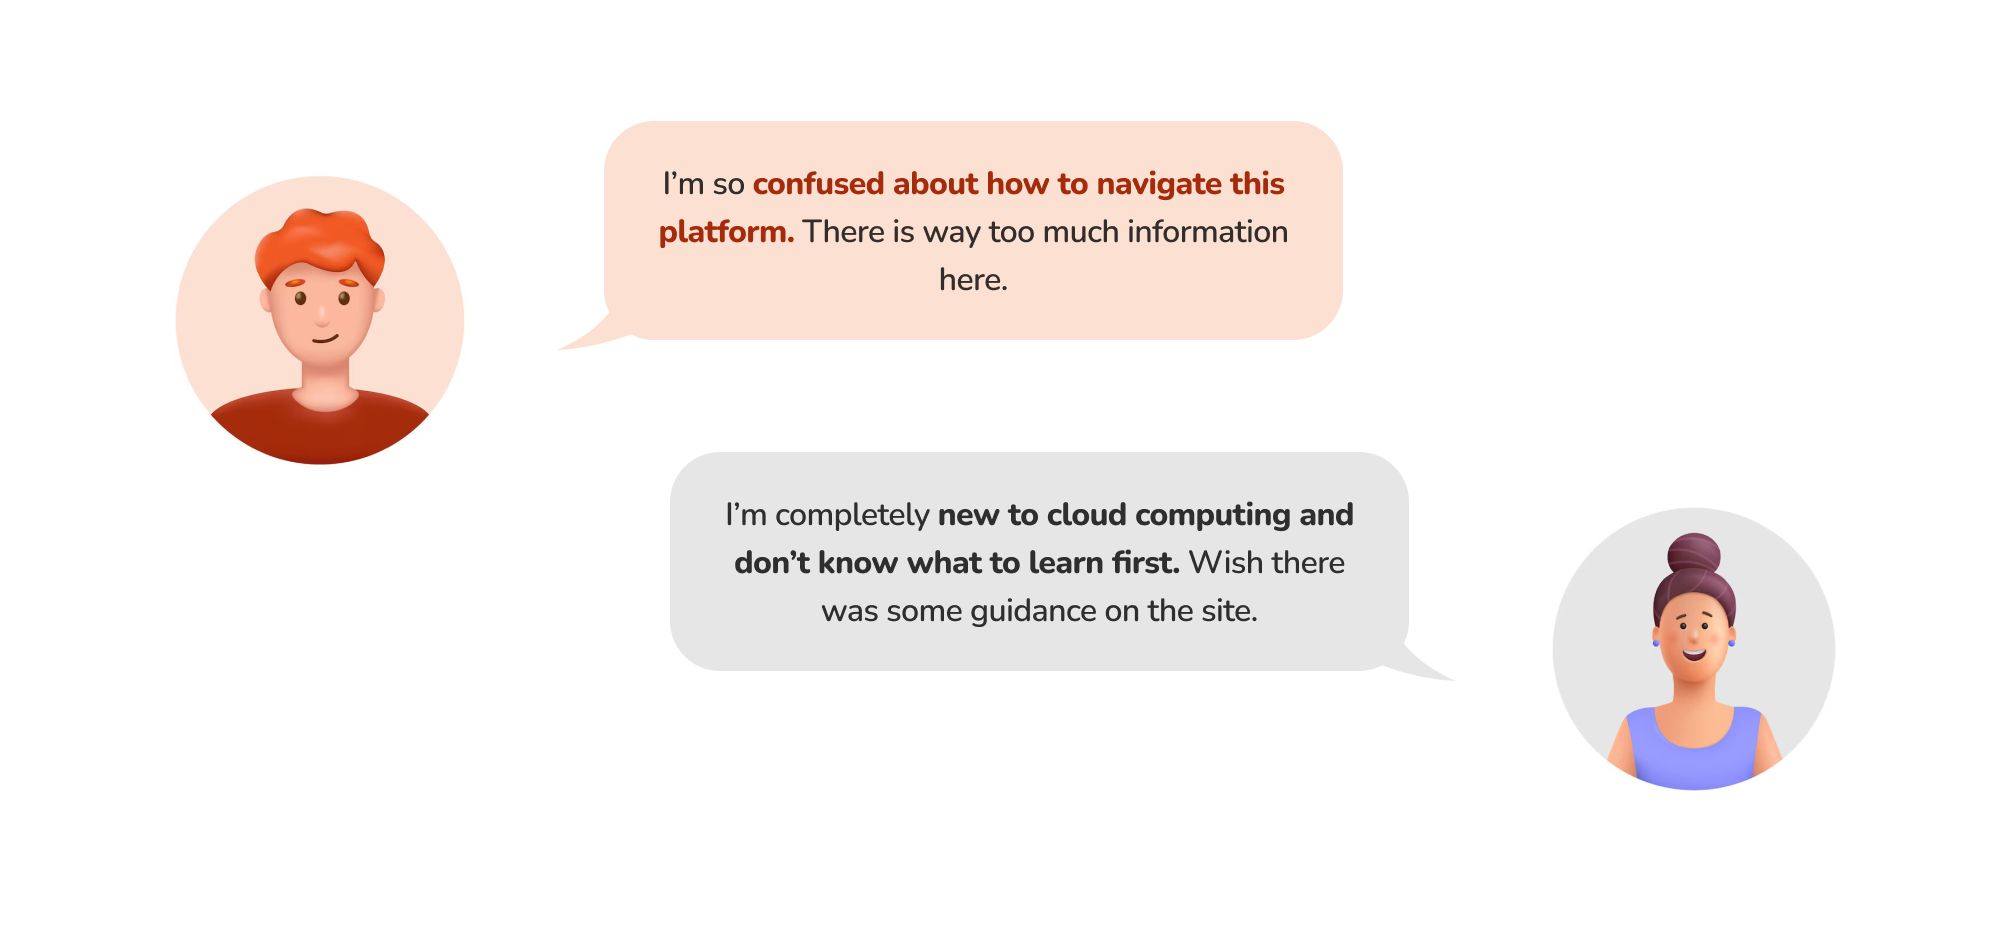 I’m so confused about how to navigate this
platform. There is way too much information
here.
I’m completely new to cloud computing and
don’t know what to learn first. Wish there
was some guidance on the site.